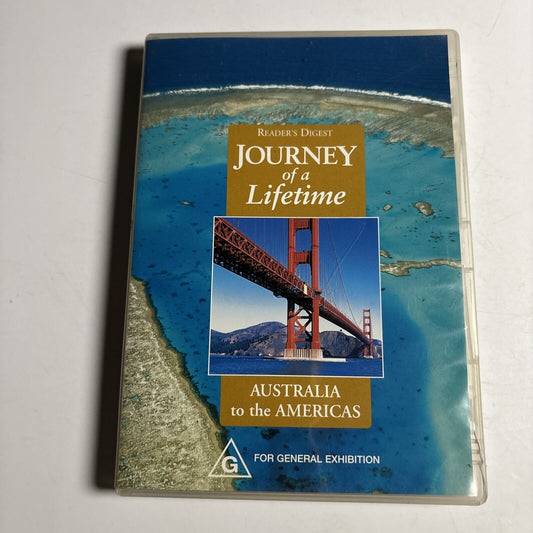 READER'S DIGEST
JOURNEY
of a
Lifetime
AUSTRALIA
to the AMERICAS
G
FOR GENERAL EXHIBITION